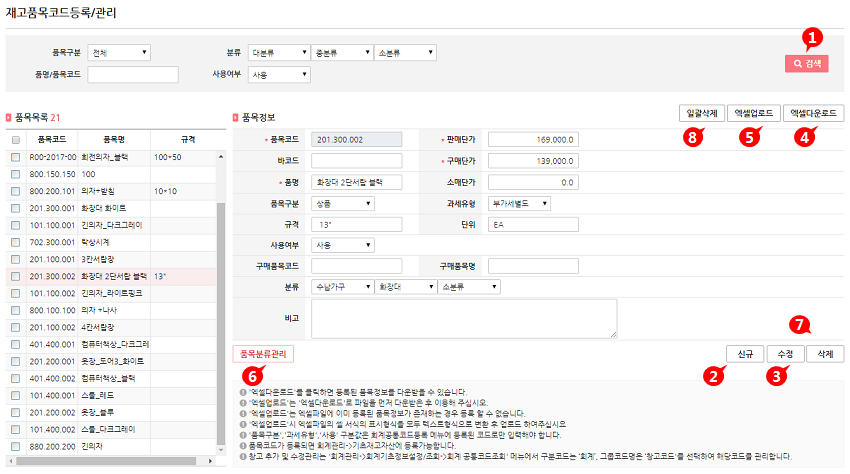 재고품목코드등록/관리
품목구분 전체 분류 대분류 중분류 소분류
1
검색
품명/품목코드 사용여부 사용
품목목록 21
품목코드 품목명 규격
R00-2017-00 회전의자_블랙 100*50
800.150.150 100
800.200.101 의자+받침 10*10
201.300.001 화장대 화이트
101.100.001 긴의자_다크그레이
702.300.001 탁상시계
201.100.001 3칸서랍장
201.300.002 화장대 2단서랍 블랙 13"
101.100.002 긴의자_라이트핑크
800.100.100 의자 +나사
201.100.002 4칸서랍장
401.400.001 컴퓨터책상_다크그레
201.200.001 옷장_도어3_화이트
401.400.002 컴퓨터책상_블랙
101.400.001 스툴_레드
201.200.002 옷장_블루
101.400.002 스툴_다크그레이
880.200.200 긴의자
품목정보
일괄삭제 엑셀업로드 엑셀다운로드
8 5 4
* 품목코드 201.300.002 * 판매단가 169,000.0
바코드 * 구매단가 139,000.0
* 품명 화장대 2단서랍 블랙 소매단가 0.0
품목구분 상품 과세유형 부가세별도
규격 13" 단위 EA
사용여부 사용
구매품목코드 구매품목명
분류 수납가구 화장대 소분류
비고
7
품목분류관리 신규 수정 삭제
6 2 3
'엑셀다운로드'를 클릭하면 등록된 품목정보를 다운받을 수 있습니다.
'엑셀업로드'는 '엑셀다운로드'로 파일을 먼저 다운받은 후 이용해 주십시오.
'엑셀업로드'는 엑셀파일에 이미 등록된 품목정보가 존재하는 경우 등록 할 수 없습니다.
'엑셀업로드'시 엑셀파일의 셀 서식의 표시형식을 모두 텍스트형식으로 변환 후 업로드 하여주십시요
'품목구분','과세유형','사용' 구분값은 회계공통코드등록 메뉴에 등록된 코드로만 입력해야 합니다.
품목코드가 등록되면 회계관리->기초재고자산에 등록가능합니다.
창고 추가 및 수정관리는 '회계관리->회계기초정보설정/조회->회계 공통코드조회' 메뉴에서 구분코드는 '회계', 그룹코드명은 '창고코드'를 선택하여 해당코드를 관리합니다.